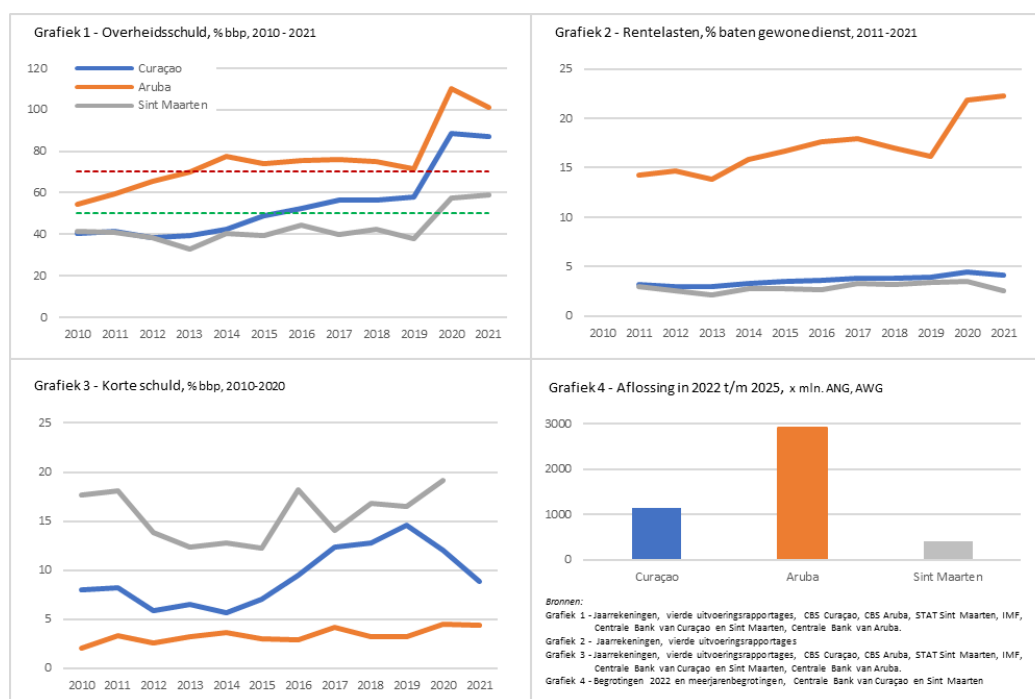 Grafiek 1 - Overheidsschuld, % bbp, 2010 - 2021
120
100
80
60
40
20
0
Curaçao
Aruba
Sint Maarten
2010 2011 2012 2013 2014 2015 2016 2017 2018 2019 2020 2021
Grafiek 2 - Rentelasten, % baten gewone dienst, 2011-2021
25
20
15
10
5
0
2010 2011 2012 2013 2014 2015 2016 2017 2018 2019 2020 2021
Grafiek 3 - Korte schuld, % bbp, 2010-2020
25
20
15
10
5
0
2010 2011 2012 2013 2014 2015 2016 2017 2018 2019 2020 2021
Grafiek 4 - Aflossing in 2022 t/m 2025, x mln. ANG, AWG
3000
2000
1000
0
Curaçao Aruba Sint Maarten
Bronnen:
Grafiek 1 - Jaarrekeningen, vierde uitvoeringsrapportages, CBS Curaçao, CBS Aruba, STAT Sint Maarten, IMF,
Centrale Bank van Curaçao en Sint Maarten, Centrale Bank van Aruba.
Grafiek 2 - Jaarrekeningen, vierde uitvoeringsrapportages
Grafiek 3 - Jaarrekeningen, vierde uitvoeringsrapportages, CBS Curaçao, CBS Aruba, STAT Sint Maarten, IMF,
Centrale Bank van Curaçao en Sint Maarten, Centrale Bank van Aruba.
Grafiek 4 - Begrotingen 2022 en meerjarenbegrotingen, Centrale Bank van Curaçao en Sint Maarten